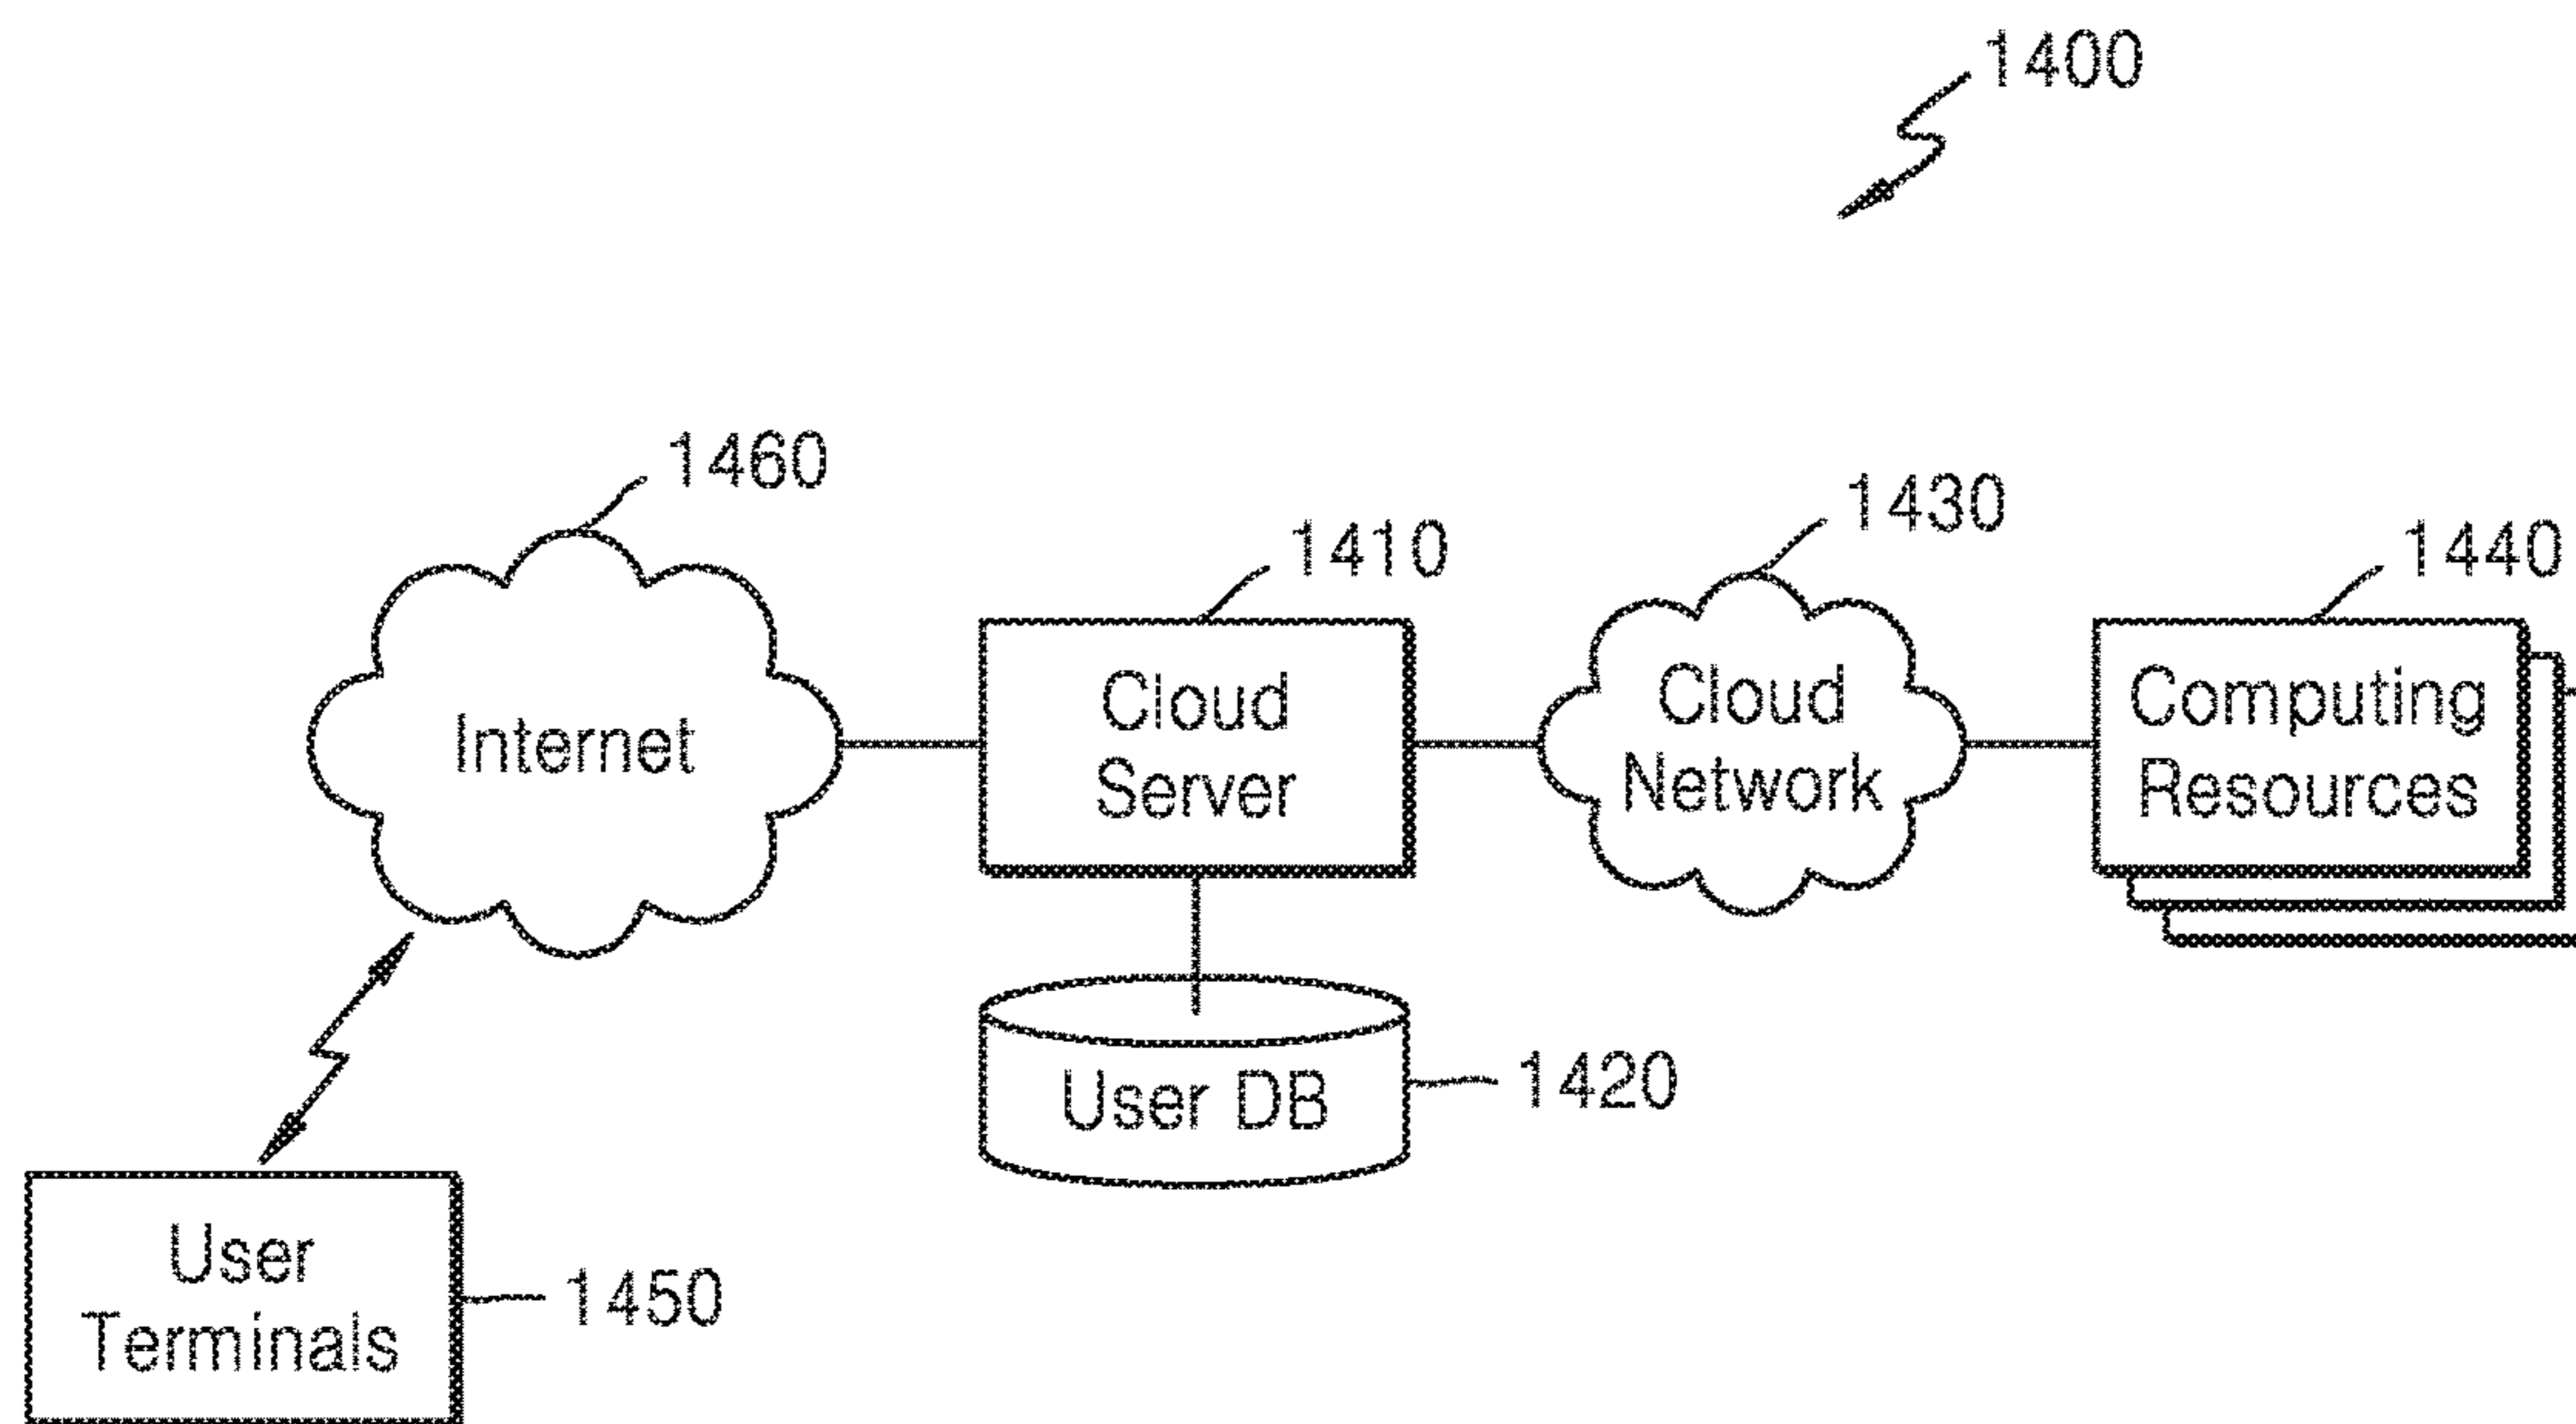 1400
1460
1430
1410
1440
Internet
Cloud
Server
Cloud
Network
Computing
Resources
User DB
1420
User
Terminals
1450